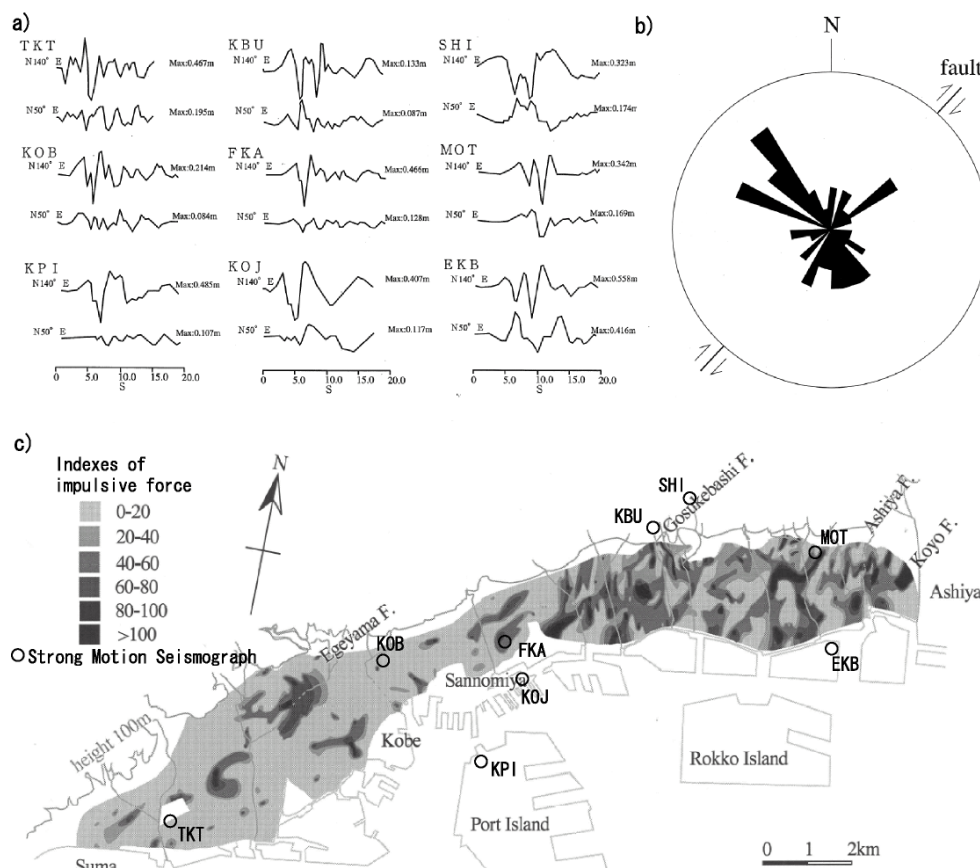 a)
TKT
E
N140°
Max:0.467m
N50° E
Max:0.195m
KBU
E
N140°
Max:0.133m
N50° E
Max:0.087m
SHI
E
N140°
Max:0.323m
N50° E
Max:0.174m
KOB
E
N140°
Max:0.214m
N50° E
Max:0.084m
FKA
E
N140°
Max:0.466m
N50° E
Max:0.128m
MOT
E
N140°
Max:0.342m
N50° E
Max:0.169m
KPI
E
N140°
Max:0.485m
N50° E
Max:0.107m
KOJ
E
N140°
Max:0.407m
N50° E
Max:0.117m
EKB
E
N140°
Max:0.558m
N50° E
Max:0.416m
0 5.0 10.0 15.0 20.0
S
0 5.0 10.0 15.0 20.0
S
0 5.0 10.0 15.0 20.0
S
b)
N
fault
c)
Indexes of
impulsive force
0-20
20-40
40-60
60-80
80-100
>100
Strong Motion Seismograph
N
SHI
KBU
Gosukebashi F.
MOT
Ashiya F.
Koyo F.
Ashiya
Egeyama F.
KOB
FKA
Sannomiya
KOJ
EKB
Kobe
height 100m
KPI
Rokko Island
TKT
Port Island
Suma
0 1 2km